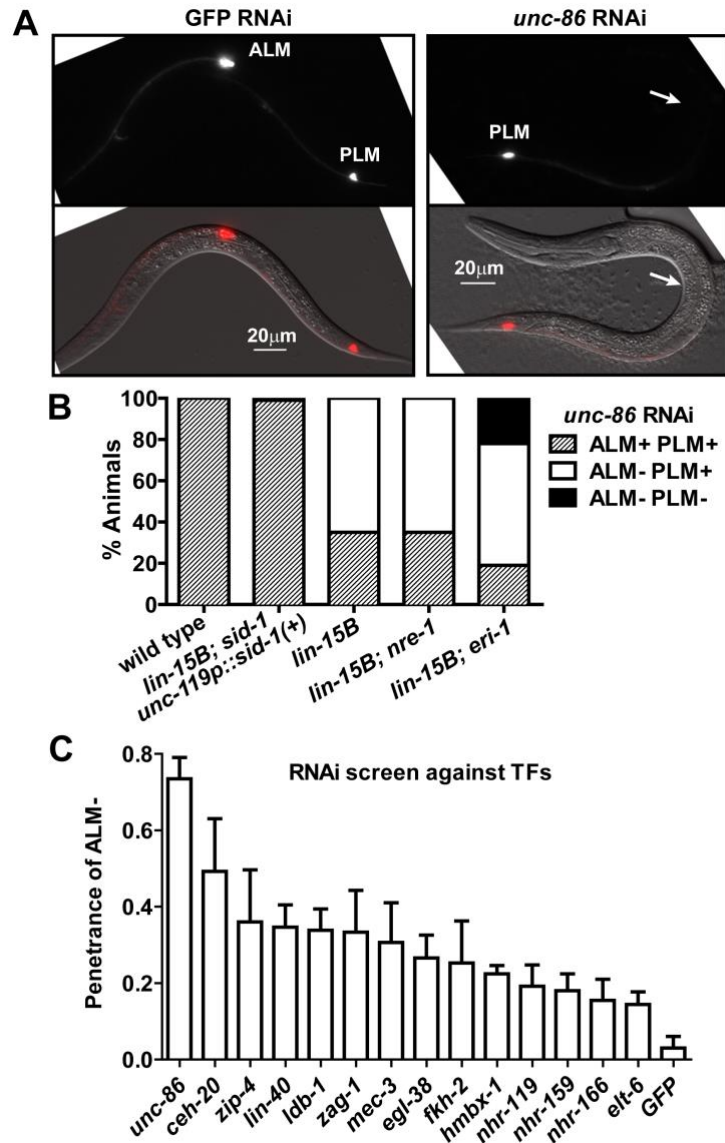 A
GFP RNAi
unc-86 RNAi
ALM
PLM
PLM
20μm
20μm
B
100
80
60
40
20
0
% Animals
wild type
lin-15B; sid-1
unc-119p::sid-1(+)
lin-15B
lin-15B; nre-1
lin-15B; eri-1
unc-86 RNAi
ALM+ PLM+
ALM- PLM+
ALM- PLM-
C
RNAi screen against TFs
Penetrance of ALM-
0.8
0.6
0.4
0.2
0.0
unc-86
ceh-20
zip-4
lin-40
ldb-1
zag-1
mec-3
egl-38
fkh-2
hmbx-1
nhr-119
nhr-159
nhr-166
elt-6
GFP